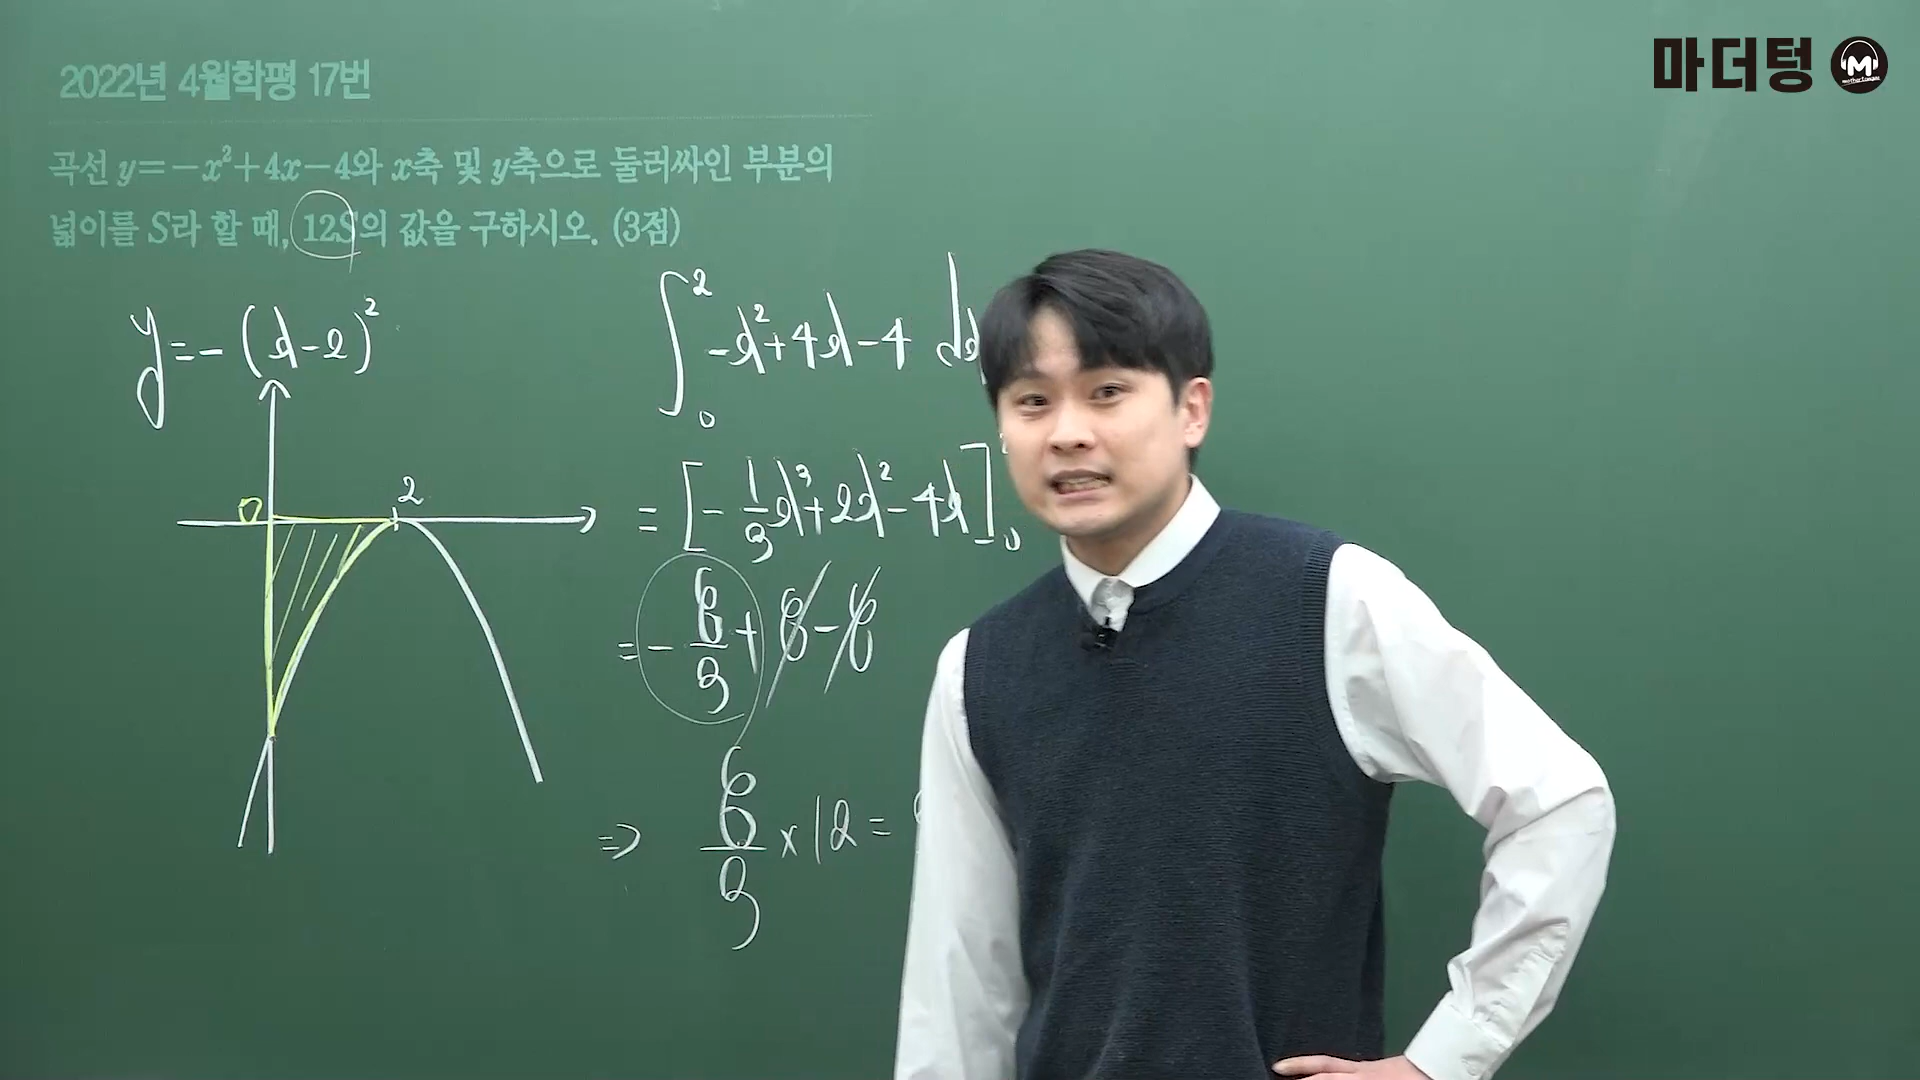 마더텅
2022년 4월학평 17번
곡선 y=−x²+4x−4와 x축 및 y축으로 둘러싸인 부분의
넓이를 S라 할 때, 12S의 값을 구하시오. (3점)
y=−(x−2)²
0
2
∫₀² −x²+4x−4 dx
=[−1/3x³+2x²−4x]₀
=−8/3+8−8
⇒ 8/3×12=